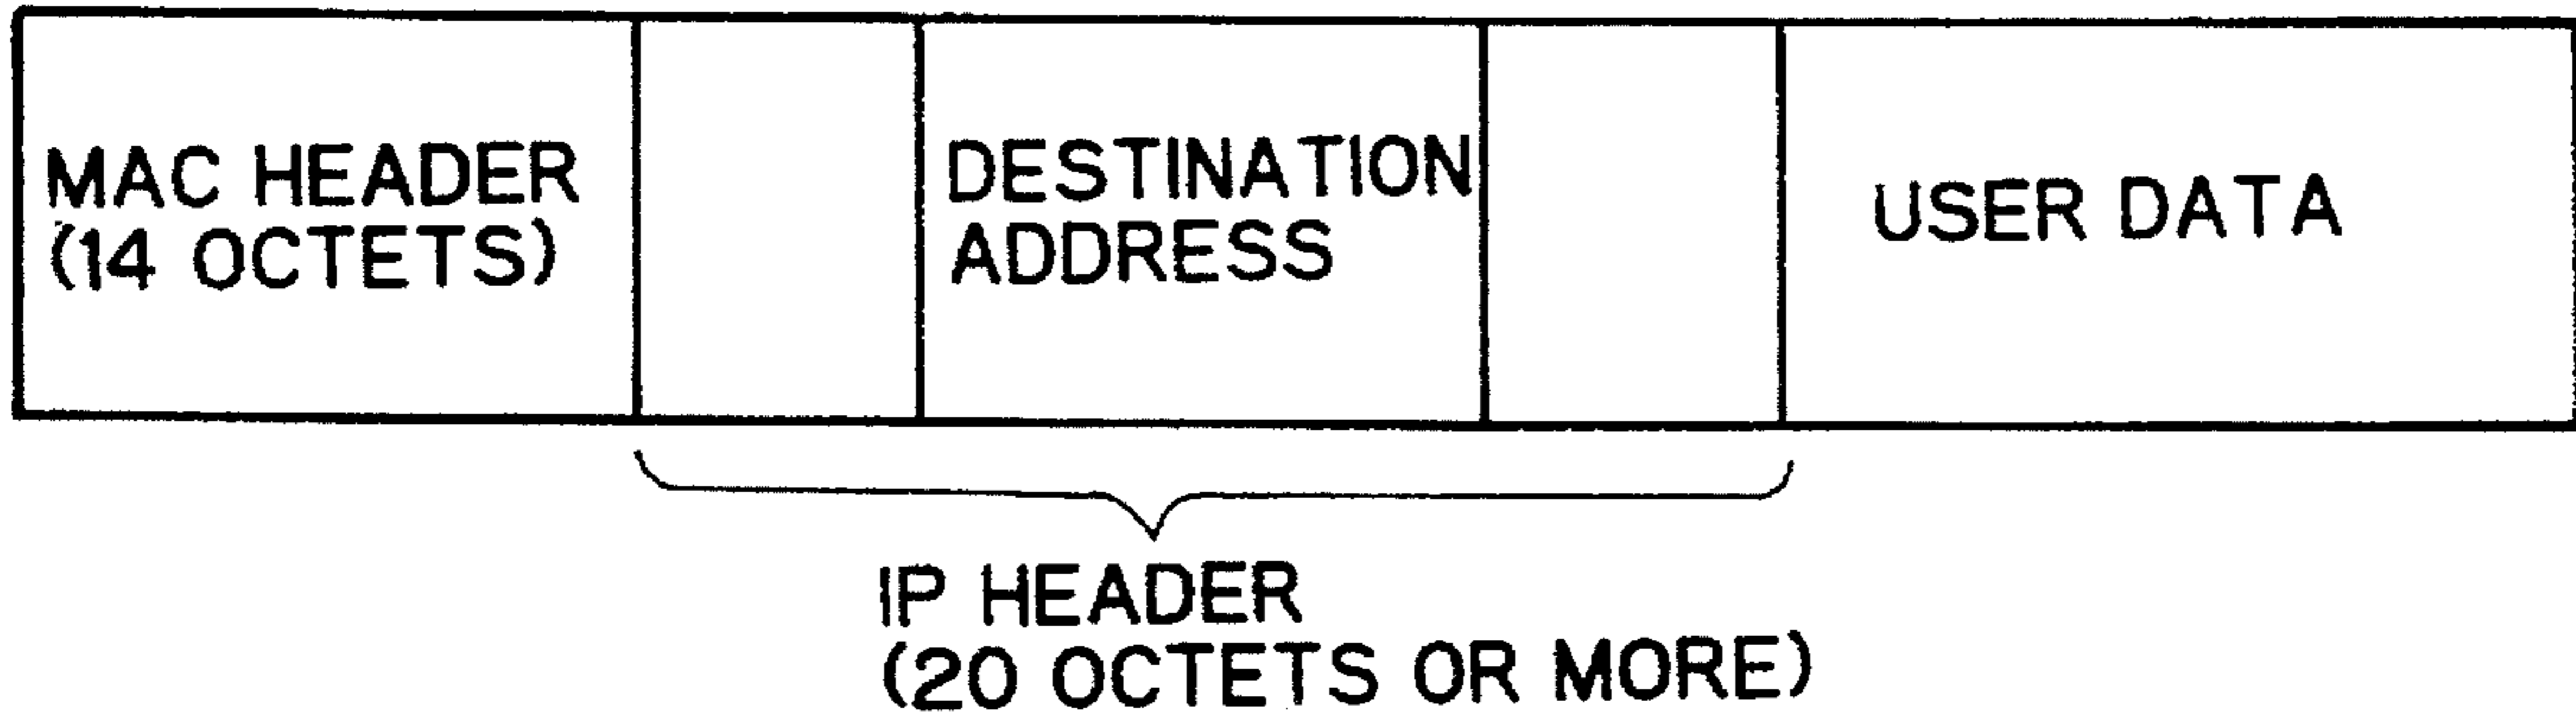 MAC HEADER
(14 OCTETS)
DESTINATION
ADDRESS
USER DATA
IP HEADER
(20 OCTETS OR MORE)